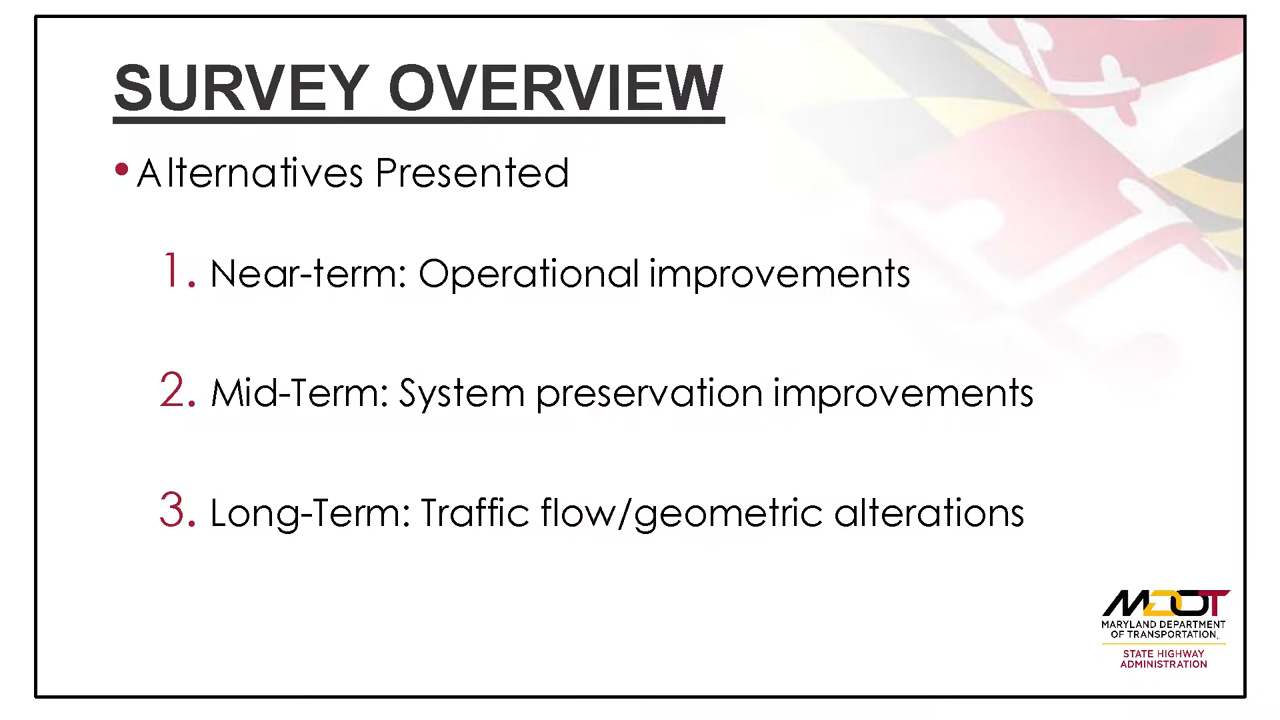 SURVEY OVERVIEW
• Alternatives Presented
1. Near-term: Operational improvements
2. Mid-Term: System preservation improvements
3. Long-Term: Traffic flow/geometric alterations
MDOT
MARYLAND DEPARTMENT
OF TRANSPORTATION
STATE HIGHWAY
ADMINISTRATION